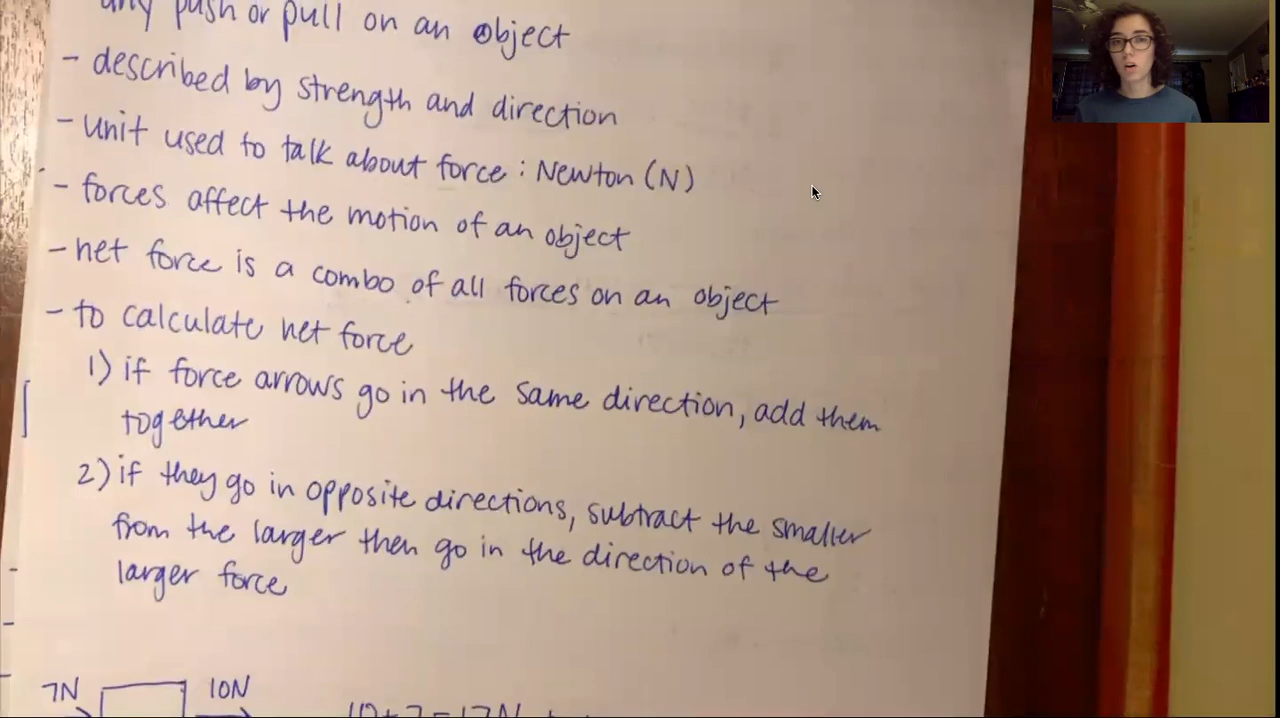 any push or pull on an object
- described by strength and direction
- unit used to talk about force : Newton (N)
- forces affect the motion of an object
- net force is a combo of all forces on an object
- to calculate net force
1) if force arrows go in the same direction, add them
together
2) if they go in opposite directions, subtract the smaller
from the larger then go in the direction of the
larger force
7N 10N 10+7=17N